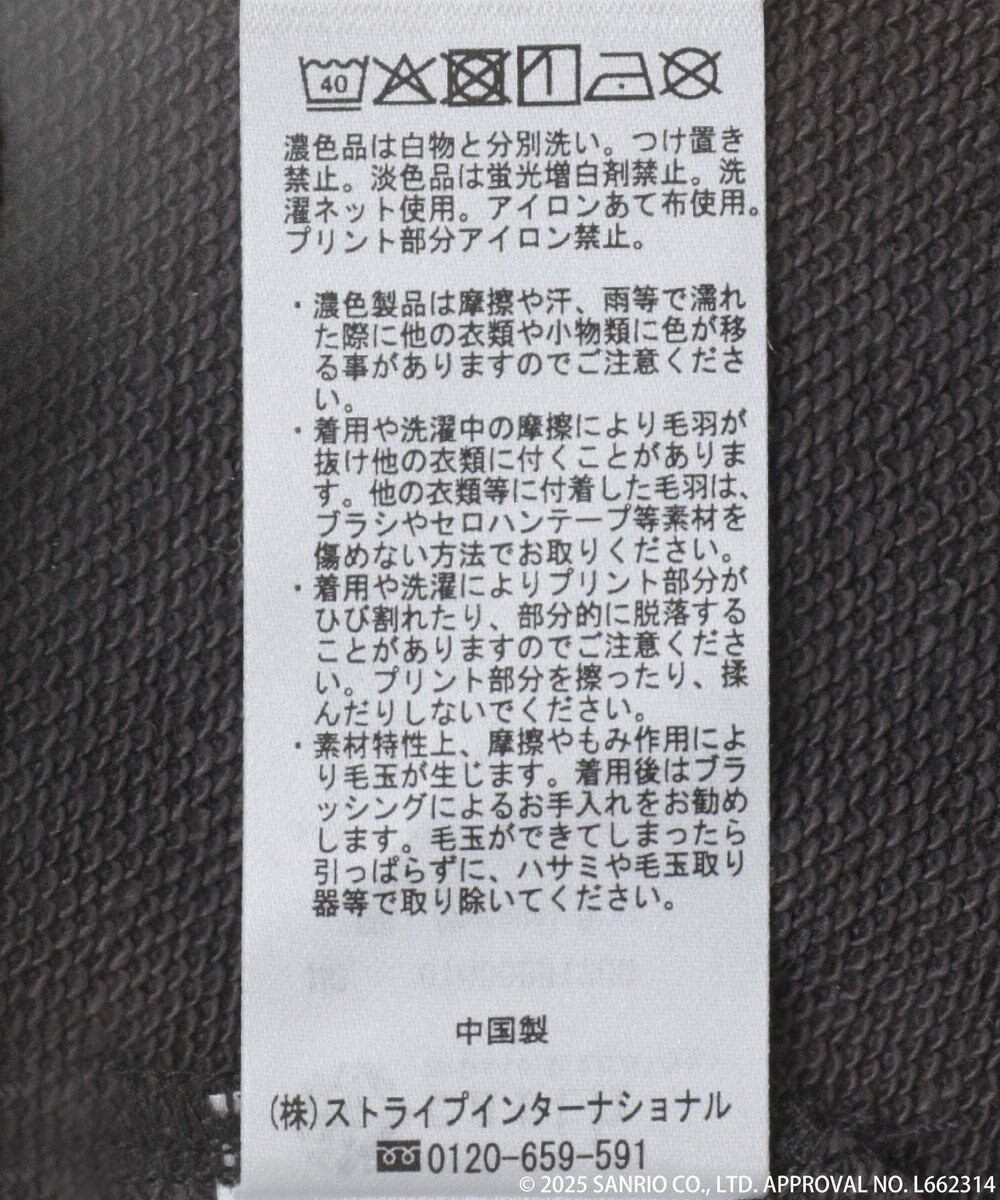 40
濃色品は白物と分別洗い。つけ置き
禁止。淡色品は蛍光増白剤禁止。洗
濯ネット使用。アイロンあて布使用。
プリント部分アイロン禁止。
・濃色製品は摩擦や汗、雨等で濡れ
た際に他の衣類や小物類に色が移
る事がありますのでご注意くださ
い。
・着用や洗濯中の摩擦により毛羽が
抜け他の衣類に付くことがありま
す。他の衣類等に付着した毛羽は、
ブラシやセロハンテープ等素材を
傷めない方法でお取りください。
・着用や洗濯によりプリント部分が
ひび割れたり、部分的に脱落する
ことがありますのでご注意くださ
い。プリント部分を擦ったり、揉
んだりしないでください。
・素材特性上、摩擦やもみ作用によ
り毛玉が生じます。着用後はブラ
ッシングによるお手入れをお勧め
します。毛玉ができてしまったら
引っぱらずに、ハサミや毛玉取り
器等で取り除いてください。
中国製
(株)ストライプインターナショナル
0120-659-591
© 2025 SANRIO CO., LTD. APPROVAL NO. L662314